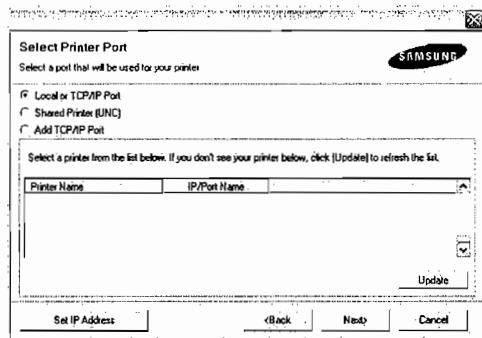 Select Printer Port
SAMSUNG
Select a port that will be used for your printer
Local or TCP/IP Port
Shared Printer (UNC)
Add TCP/IP Port
Select a printer from the list below. If you don't see your printer below, click [Update] to refresh the list.
Printer Name IP/Port Name
Update
Set IP Address <Back Next> Cancel